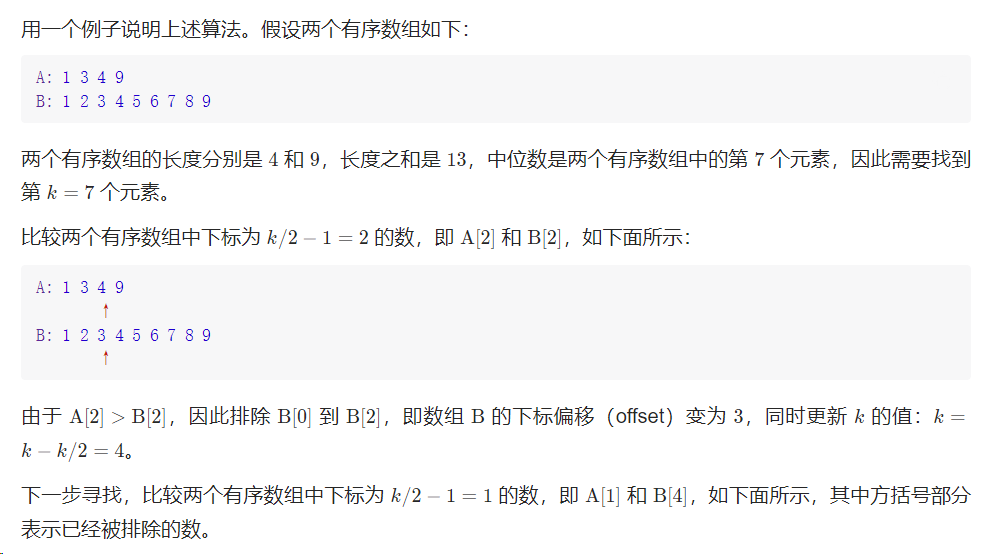 用一个例子说明上述算法。假设两个有序数组如下：
A: 1 3 4 9
B: 1 2 3 4 5 6 7 8 9
两个有序数组的长度分别是 4 和 9，长度之和是 13，中位数是两个有序数组中的第 7 个元素，因此需要找到
第 k = 7 个元素。
比较两个有序数组中下标为 k/2 − 1 = 2 的数，即 A[2] 和 B[2]，如下面所示：
A: 1 3 4 9
↑
B: 1 2 3 4 5 6 7 8 9
↑
由于 A[2] > B[2]，因此排除 B[0] 到 B[2]，即数组 B 的下标偏移（offset）变为 3，同时更新 k 的值：k =
k − k/2 = 4。
下一步寻找，比较两个有序数组中下标为 k/2 − 1 = 1 的数，即 A[1] 和 B[4]，如下面所示，其中方括号部分
表示已经被排除的数。